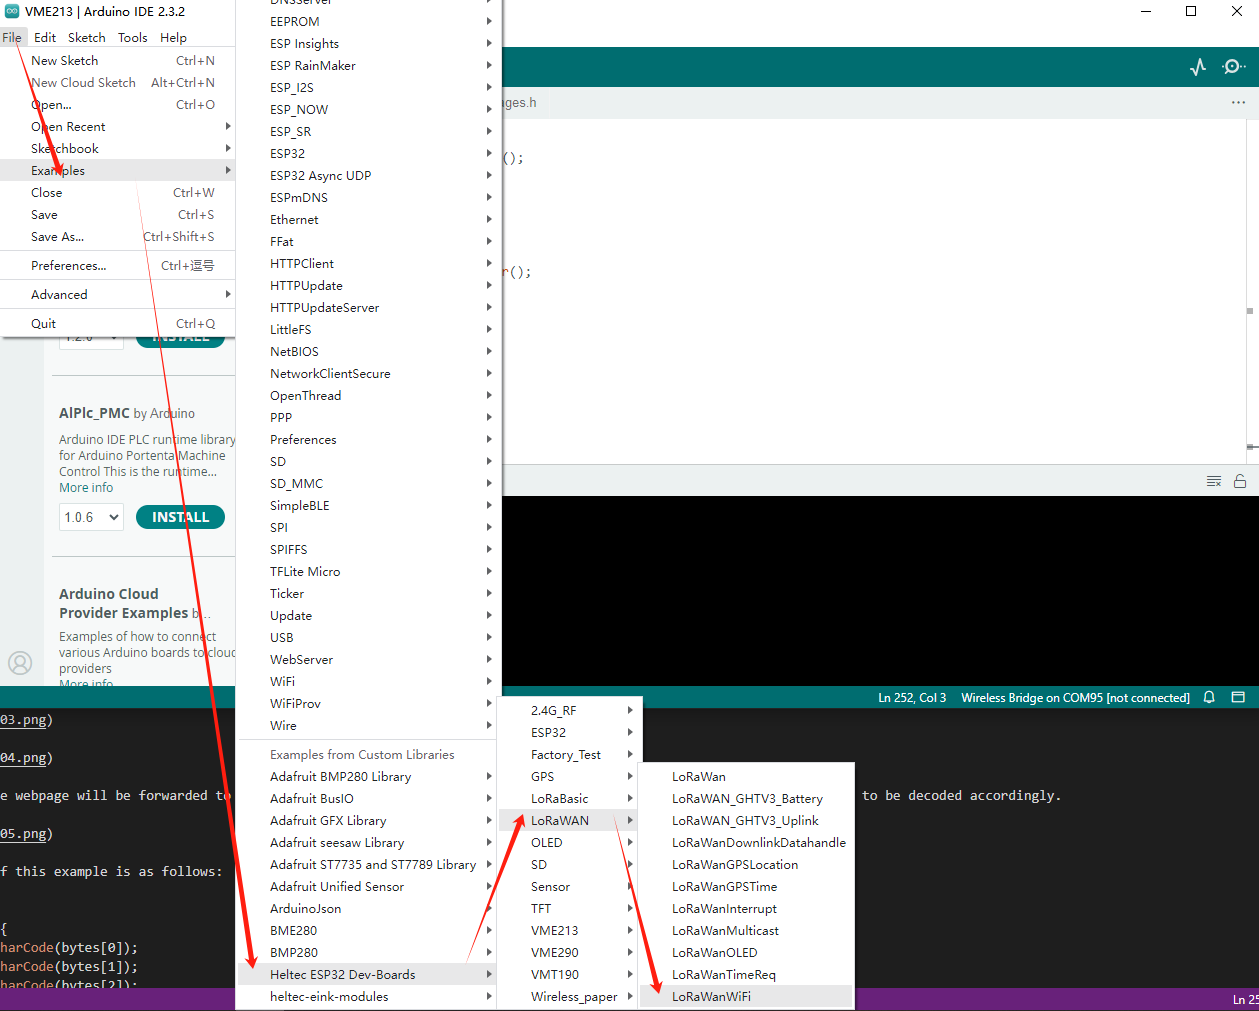 VME213 | Arduino IDE 2.3.2
File Edit Sketch Tools Help
New Sketch Ctrl+N
New Cloud Sketch Alt+Ctrl+N
Open... Ctrl+O
Open Recent
Sketchbook
Examples
Close Ctrl+W
Save Ctrl+S
Save As... Ctrl+Shift+S
Preferences... Ctrl+逗号
Advanced
Quit Ctrl+Q
1.2.0 INSTALL
AlPlc_PMC by Arduino
Arduino IDE PLC runtime library
for Arduino Portenta Machine
Control This is the runtime...
More info
1.0.6 INSTALL
Arduino Cloud
Provider Examples b...
Examples of how to connect
various Arduino boards to cloud
providers
More info
DNSServer
EEPROM
ESP Insights
ESP RainMaker
ESP_I2S
ESP_NOW
ESP_SR
ESP32
ESP32 Async UDP
ESPmDNS
Ethernet
FFat
HTTPClient
HTTPUpdate
HTTPUpdateServer
LittleFS
NetBIOS
NetworkClientSecure
OpenThread
PPP
Preferences
SD
SD_MMC
SimpleBLE
SPI
SPIFFS
TFLite Micro
Ticker
Update
USB
WebServer
WiFi
WiFiProv
Wire
Examples from Custom Libraries
Adafruit BMP280 Library
Adafruit BusIO
Adafruit GFX Library
Adafruit seesaw Library
Adafruit ST7735 and ST7789 Library
Adafruit Unified Sensor
ArduinoJson
BME280
BMP280
Heltec ESP32 Dev-Boards
heltec-eink-modules
2.4G_RF
ESP32
Factory_Test
GPS
LoRaBasic
LoRaWAN
OLED
SD
Sensor
TFT
VME213
VME290
VMT190
Wireless_paper
LoRaWan
LoRaWAN_GHTV3_Battery
LoRaWAN_GHTV3_Uplink
LoRaWanDownlinkDatahandle
LoRaWanGPSLocation
LoRaWanGPSTime
LoRaWanInterrupt
LoRaWanMulticast
LoRaWanOLED
LoRaWanTimeReq
LoRaWanWiFi
ages.h
();
r();
Ln 252, Col 3 Wireless Bridge on COM95 [not connected]
03.png)
04.png)
e webpage will be forwarded to to be decoded accordingly.
05.png)
f this example is as follows:
{
harCode(bytes[0]);
harCode(bytes[1]);
harCode(bytes[2]);
Ln 25